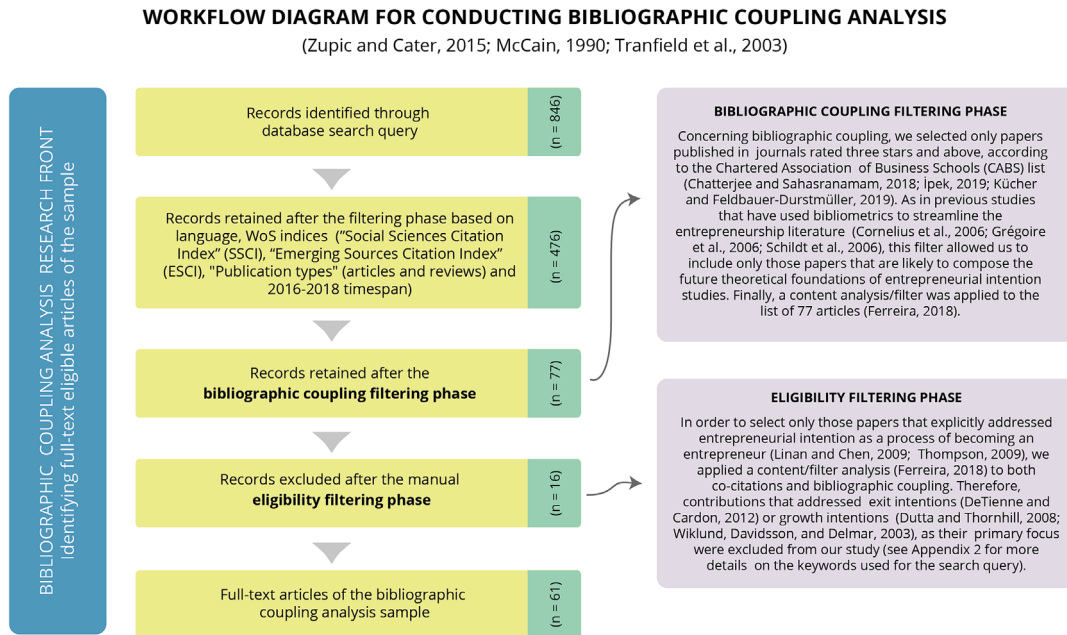 WORKFLOW DIAGRAM FOR CONDUCTING BIBLIOGRAPHIC COUPLING ANALYSIS
(Zupic and Cater, 2015; McCain, 1990; Tranfield et al., 2003)
BIBLIOGRAPHIC COUPLING ANALYSIS RESEARCH FRONT
Identifying full-text eligible articles of the sample
Records identified through
database search query
(n = 846)
Records retained after the filtering phase based on
language, WoS indices (”Social Sciences Citation
Index” (SSCI), “Emerging Sources Citation Index”
(ESCI), "Publication types" (articles and reviews) and
2016-2018 timespan)
(n = 476)
Records retained after the
bibliographic coupling filtering phase
(n = 77)
Records excluded after the manual
eligibility filtering phase
(n = 16)
Full-text articles of the bibliographic
coupling analysis sample
(n = 61)
BIBLIOGRAPHIC COUPLING FILTERING PHASE
Concerning bibliographic coupling, we selected only papers
published in journals rated three stars and above, according
to the Chartered Association of Business Schools (CABS) list
(Chatterjee and Sahasranamam, 2018; İpek, 2019; Kücher
and Feldbauer-Durstmüller, 2019). As in previous studies
that have used bibliometrics to streamline the
entrepreneurship literature (Cornelius et al., 2006; Grégoire
et al., 2006; Schildt et al., 2006), this filter allowed us to
include only those papers that are likely to compose the
future theoretical foundations of entrepreneurial intention
studies. Finally, a content analysis/filter was applied to the
list of 77 articles (Ferreira, 2018).
ELIGIBILITY FILTERING PHASE
In order to select only those papers that explicitly addressed
entrepreneurial intention as a process of becoming an
entrepreneur (Linan and Chen, 2009; Thompson, 2009), we
applied a content/filter analysis (Ferreira, 2018) to both
co-citations and bibliographic coupling. Therefore,
contributions that addressed exit intentions (DeTienne and
Cardon, 2012) or growth intentions (Dutta and Thornhill, 2008;
Wiklund, Davidsson, and Delmar, 2003), as their primary focus
were excluded from our study (see Appendix 2 for more
details on the keywords used for the search query).